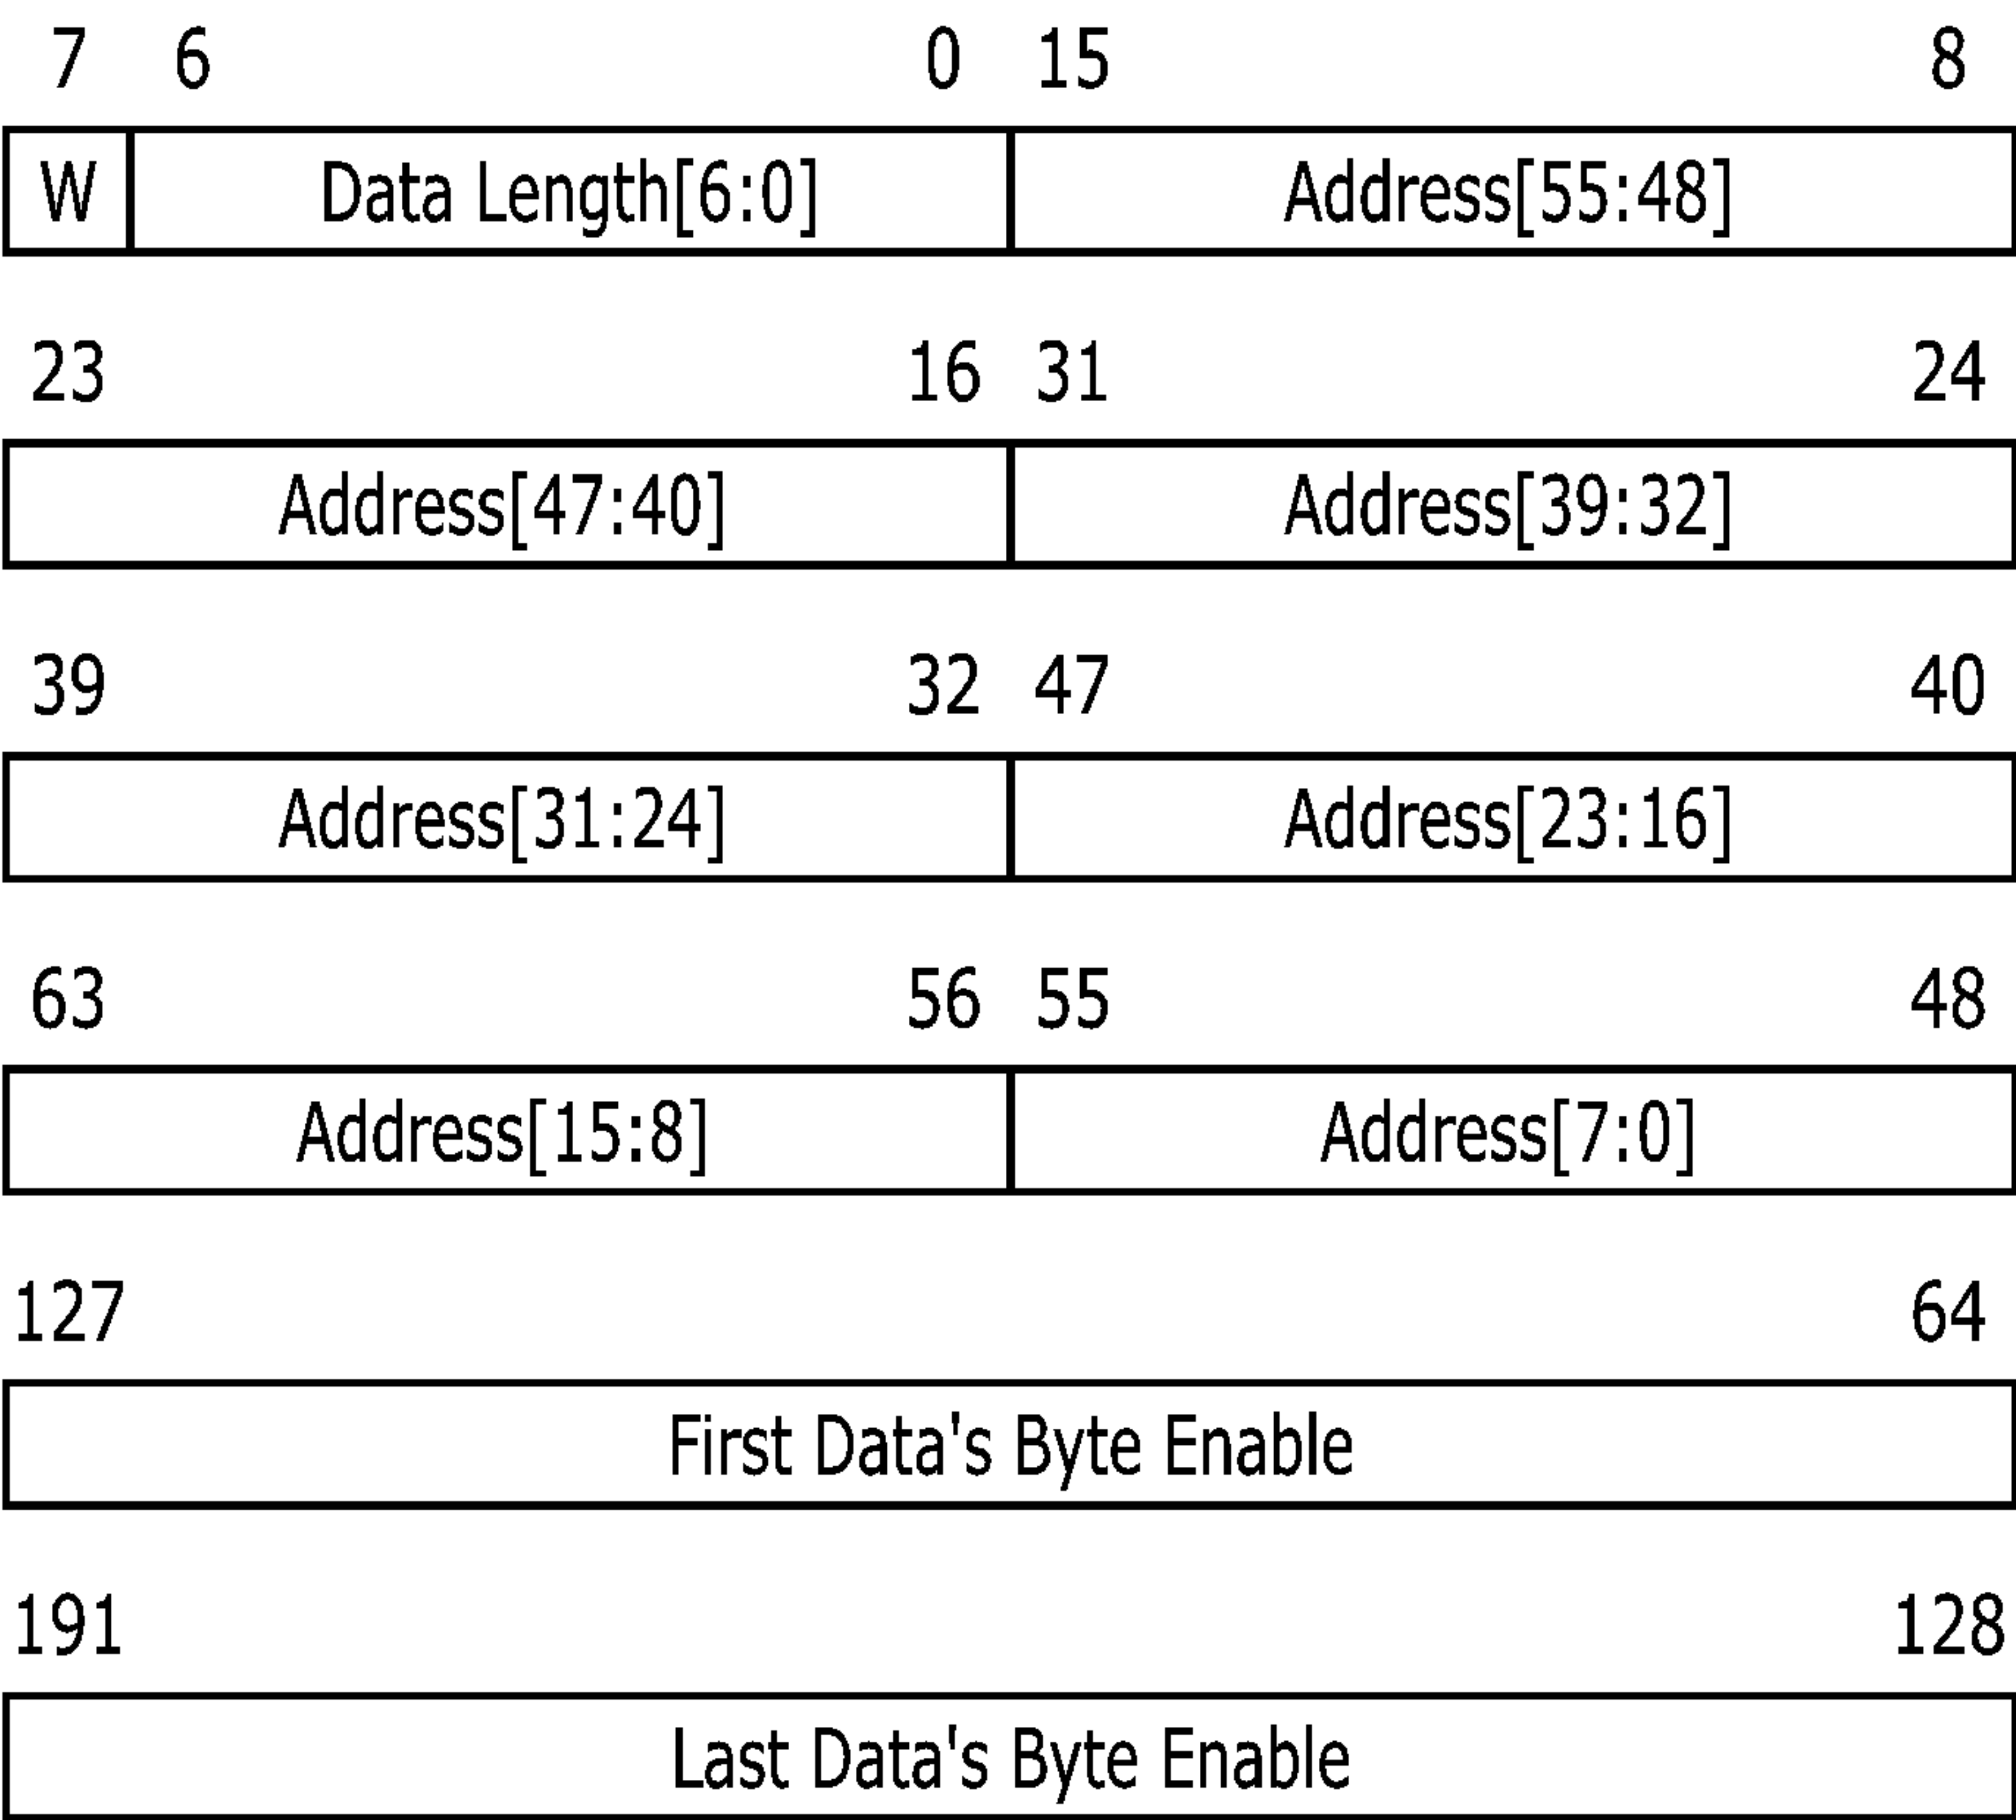 7 6 0 15 8
W Data Length[6:0] Address[55:48]
23 16 31 24
Address[47:40] Address[39:32]
39 32 47 40
Address[31:24] Address[23:16]
63 56 55 48
Address[15:8] Address[7:0]
127 64
First Data's Byte Enable
191 128
Last Data's Byte Enable